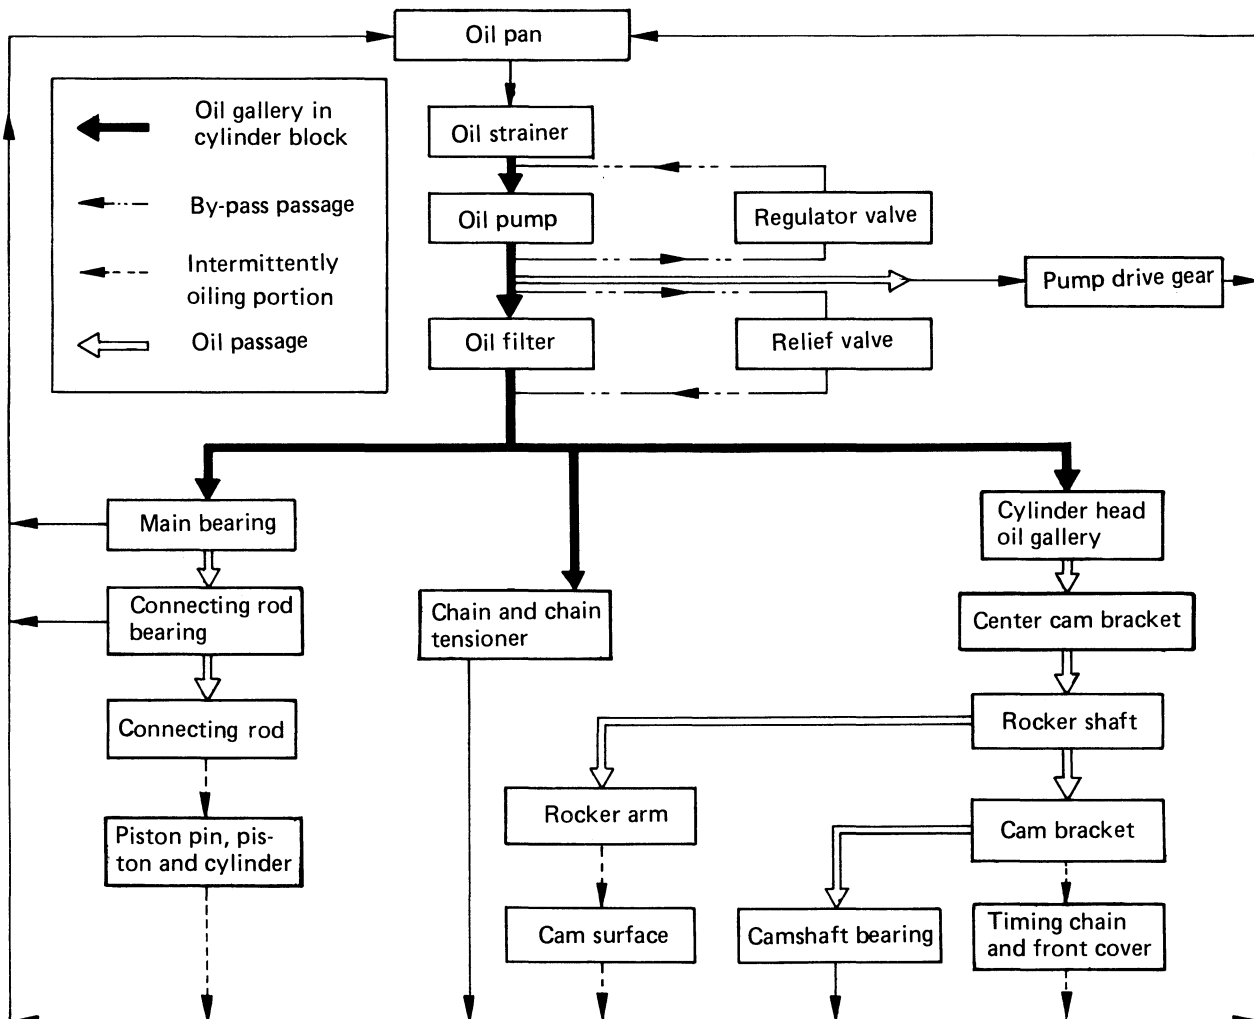 Oil pan
Oil gallery in
cylinder block
By-pass passage
Intermittently
oiling portion
Oil passage
Oil strainer
Oil pump
Regulator valve
Pump drive gear
Oil filter
Relief valve
Main bearing
Cylinder head
oil gallery
Connecting rod
bearing
Chain and chain
tensioner
Center cam bracket
Connecting rod
Rocker shaft
Rocker arm
Cam bracket
Piston pin, pis-
ton and cylinder
Cam surface
Camshaft bearing
Timing chain
and front cover